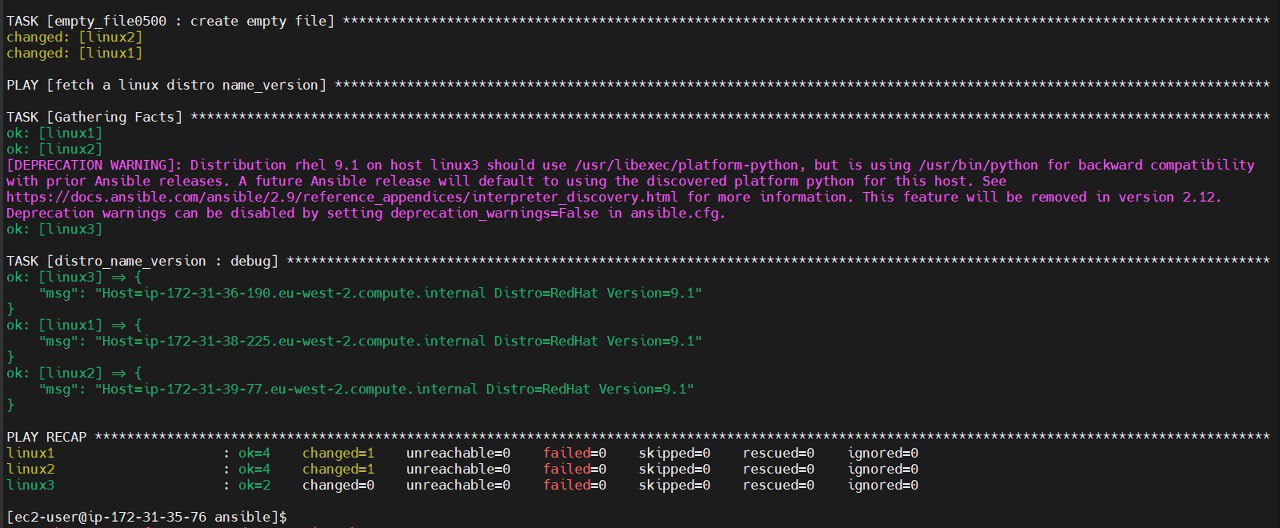 TASK [empty_file0500 : create empty file] ********************************************************************************************************************
changed: [linux2]
changed: [linux1]
PLAY [fetch a linux distro name_version] *********************************************************************************************************************
TASK [Gathering Facts] ***************************************************************************************************************************************
ok: [linux1]
ok: [linux2]
[DEPRECATION WARNING]: Distribution rhel 9.1 on host linux3 should use /usr/libexec/platform-python, but is using /usr/bin/python for backward compatibility
with prior Ansible releases. A future Ansible release will default to using the discovered platform python for this host. See
https://docs.ansible.com/ansible/2.9/reference_appendices/interpreter_discovery.html for more information. This feature will be removed in version 2.12.
Deprecation warnings can be disabled by setting deprecation_warnings=False in ansible.cfg.
ok: [linux3]
TASK [distro_name_version : debug] ***************************************************************************************************************************
ok: [linux3] => {
    "msg": "Host=ip-172-31-36-190.eu-west-2.compute.internal Distro=RedHat Version=9.1"
}
ok: [linux1] => {
    "msg": "Host=ip-172-31-38-225.eu-west-2.compute.internal Distro=RedHat Version=9.1"
}
ok: [linux2] => {
    "msg": "Host=ip-172-31-39-77.eu-west-2.compute.internal Distro=RedHat Version=9.1"
}
PLAY RECAP ***************************************************************************************************************************************************
linux1                     : ok=4    changed=1    unreachable=0    failed=0    skipped=0    rescued=0    ignored=0
linux2                     : ok=4    changed=1    unreachable=0    failed=0    skipped=0    rescued=0    ignored=0
linux3                     : ok=2    changed=0    unreachable=0    failed=0    skipped=0    rescued=0    ignored=0
[ec2-user@ip-172-31-35-76 ansible]$